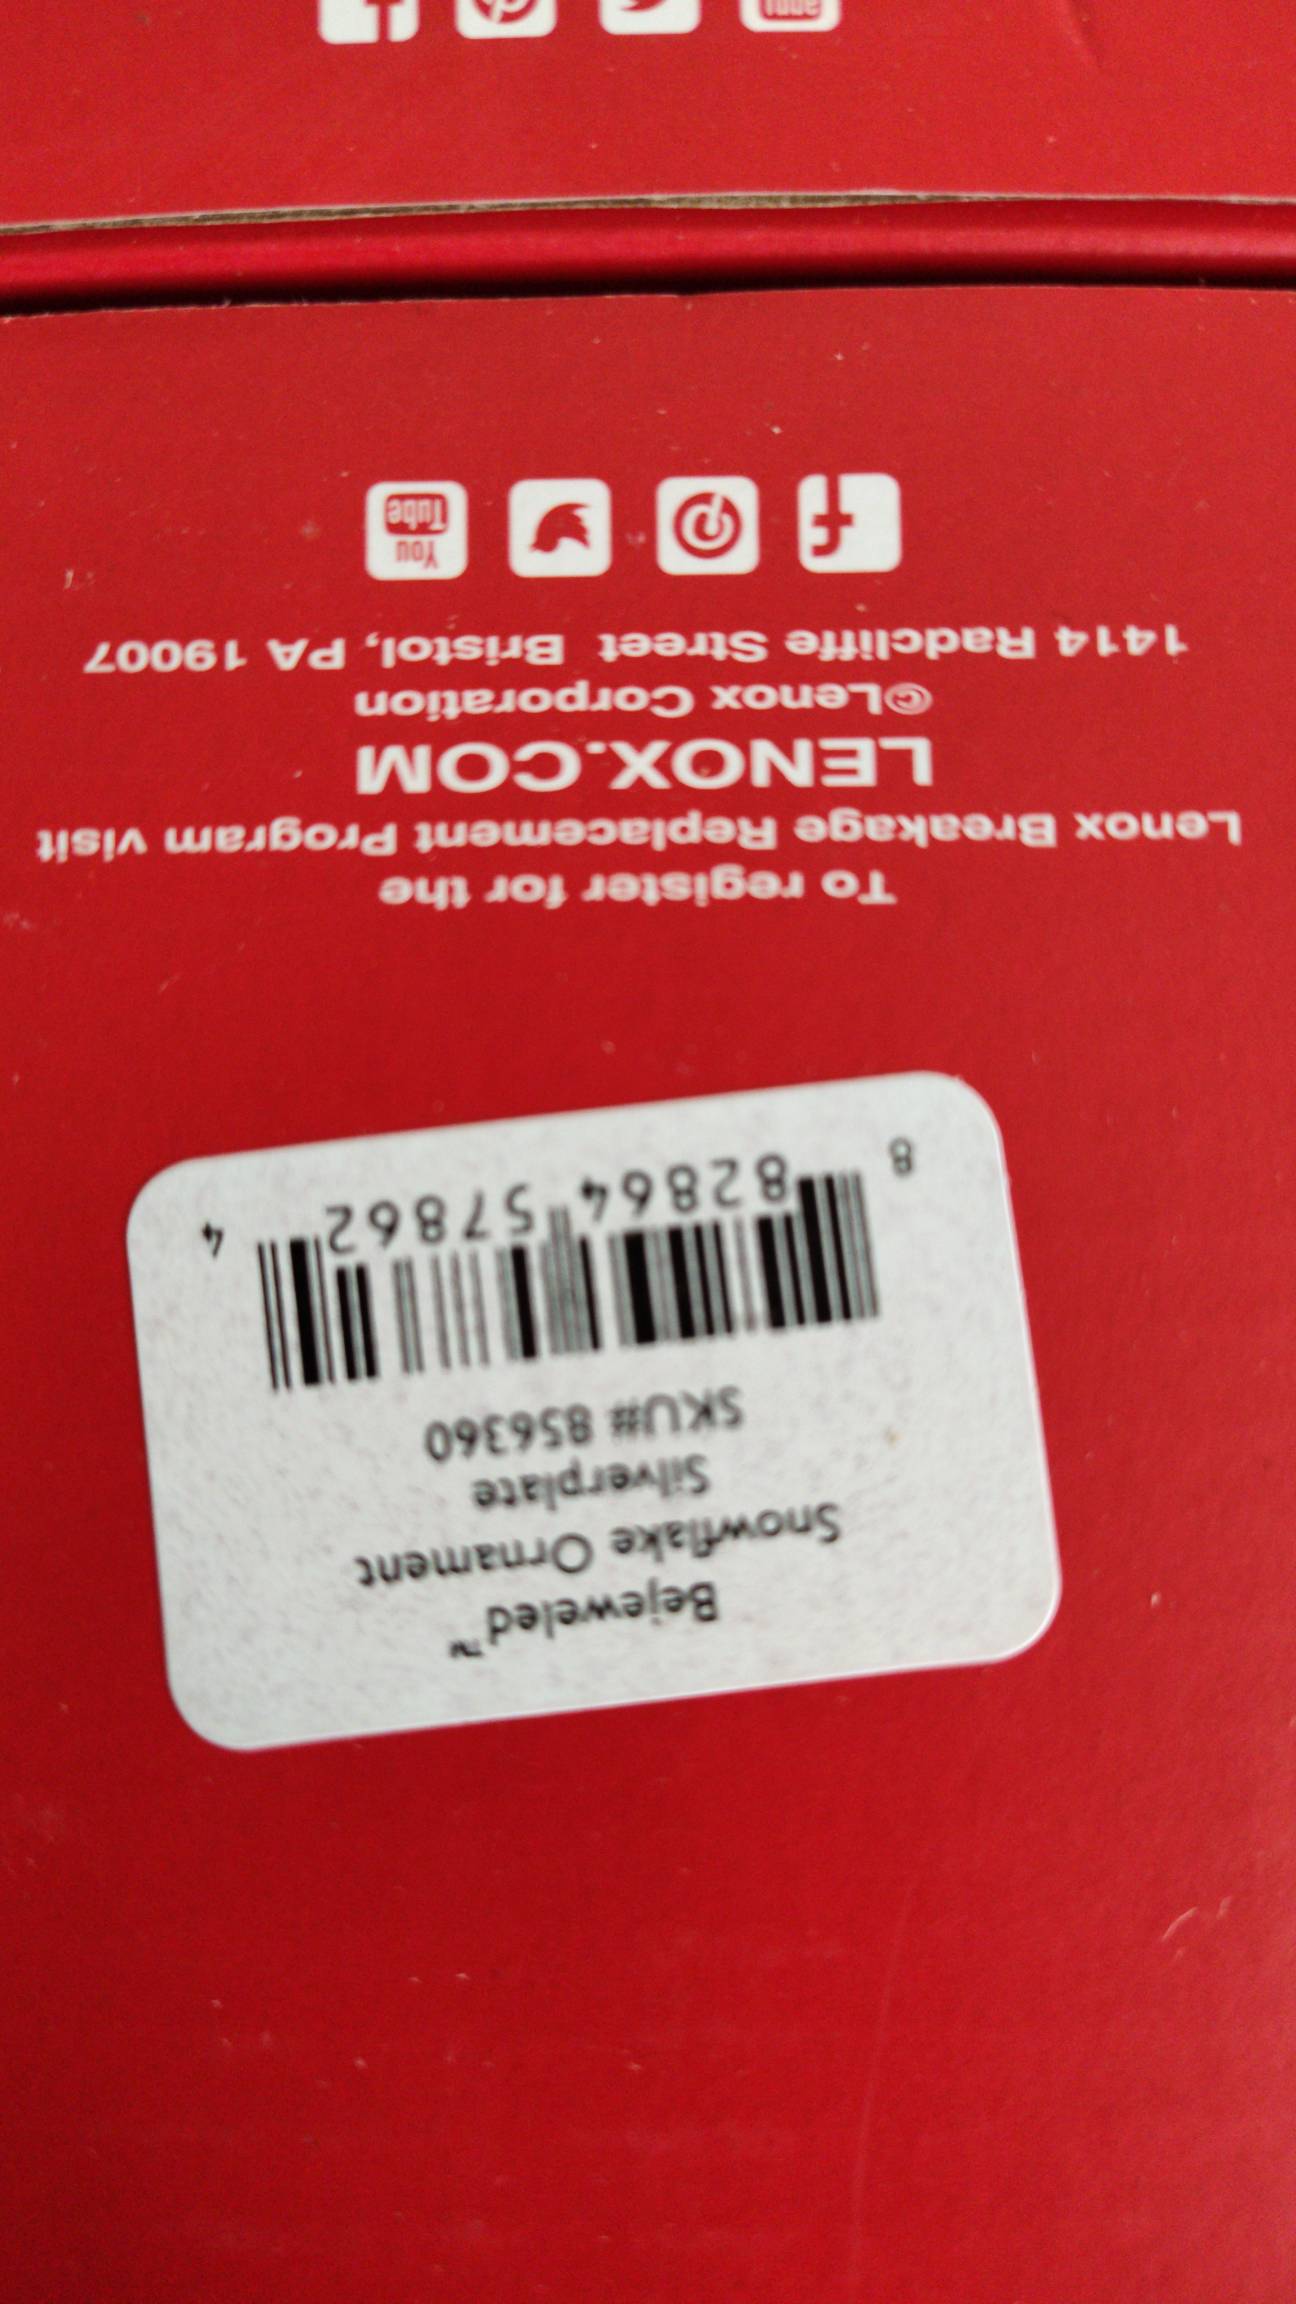 Bejeweled™
Snowflake Ornament
Silverplate
SKU# 856360
8 82864 57862 4
To register for the
Lenox Breakage Replacement Program visit
LENOX.COM
©Lenox Corporation
1414 Radcliffe Street Bristol, PA 19007
f
You
Tube